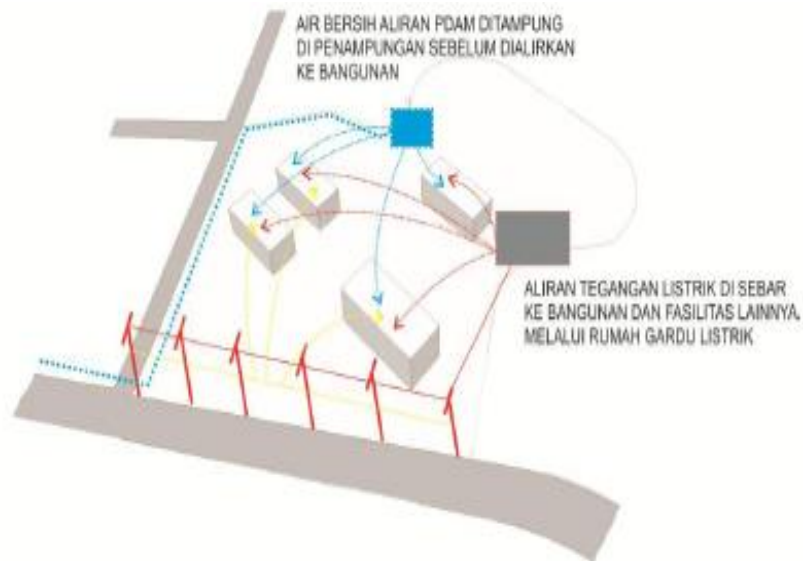 AIR BERSIH ALIRAN PDAM DITAMPUNG
DI PENAMPUNGAN SEBELUM DIALIRKAN
KE BANGUNAN
ALIRAN TEGANGAN LISTRIK DI SEBAR
KE BANGUNAN DAN FASILITAS LAINNYA,
MELALUI RUMAH GARDU LISTRIK